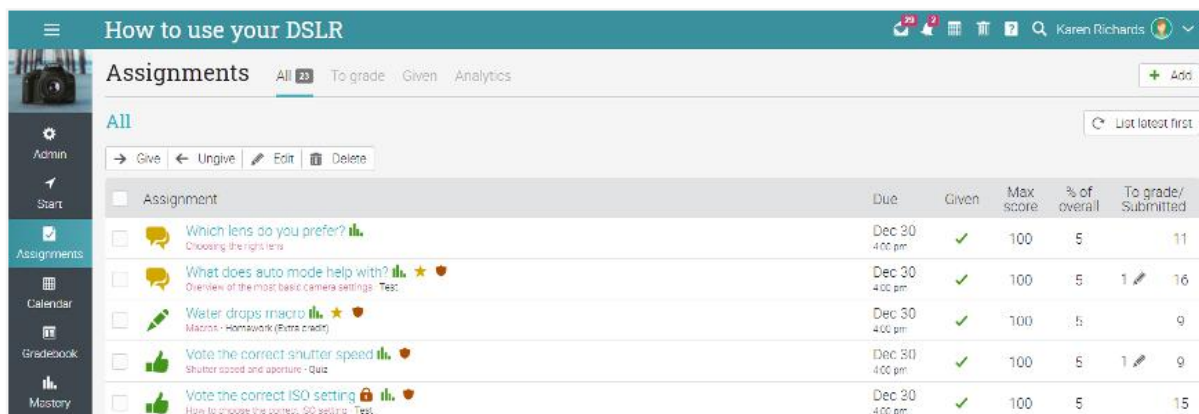 How to use your DSLR
29
2
Karen Richards
Assignments
All 23
To grade
Given
Analytics
+ Add
All
List latest first
Give
Ungive
Edit
Delete
Admin
Start
Assignments
Calendar
Gradebook
Mastery
Assignment Due Given Max score % of overall To grade/ Submitted
Which lens do you prefer? Dec 30 100 5 11
Choosing the right lens 4:00 pm
What does auto mode help with? Dec 30 100 5 1 16
Overview of the most basic camera settings · Test 4:00 pm
Water drops macro Dec 30 100 5 9
Macros · Homework (Extra credit) 4:00 pm
Vote the correct shutter speed Dec 30 100 5 1 9
Shutter speed and aperture · Quiz 4:00 pm
Vote the correct ISO setting Dec 30 100 5 15
How to choose the correct ISO setting · Test 4:00 pm